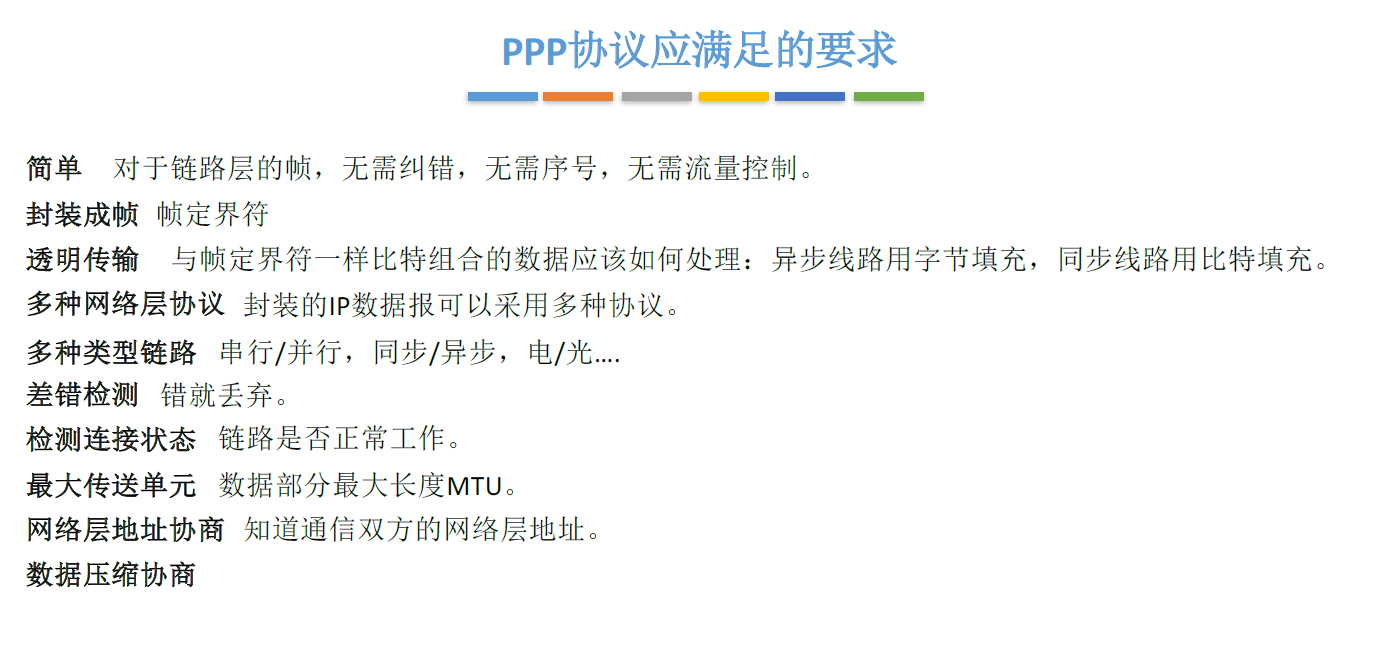 PPP协议应满足的要求
简单 对于链路层的帧，无需纠错，无需序号，无需流量控制。
封装成帧 帧定界符
透明传输 与帧定界符一样比特组合的数据应该如何处理：异步线路用字节填充，同步线路用比特填充。
多种网络层协议 封装的IP数据报可以采用多种协议。
多种类型链路 串行/并行，同步/异步，电/光….
差错检测 错就丢弃。
检测连接状态 链路是否正常工作。
最大传送单元 数据部分最大长度MTU。
网络层地址协商 知道通信双方的网络层地址。
数据压缩协商